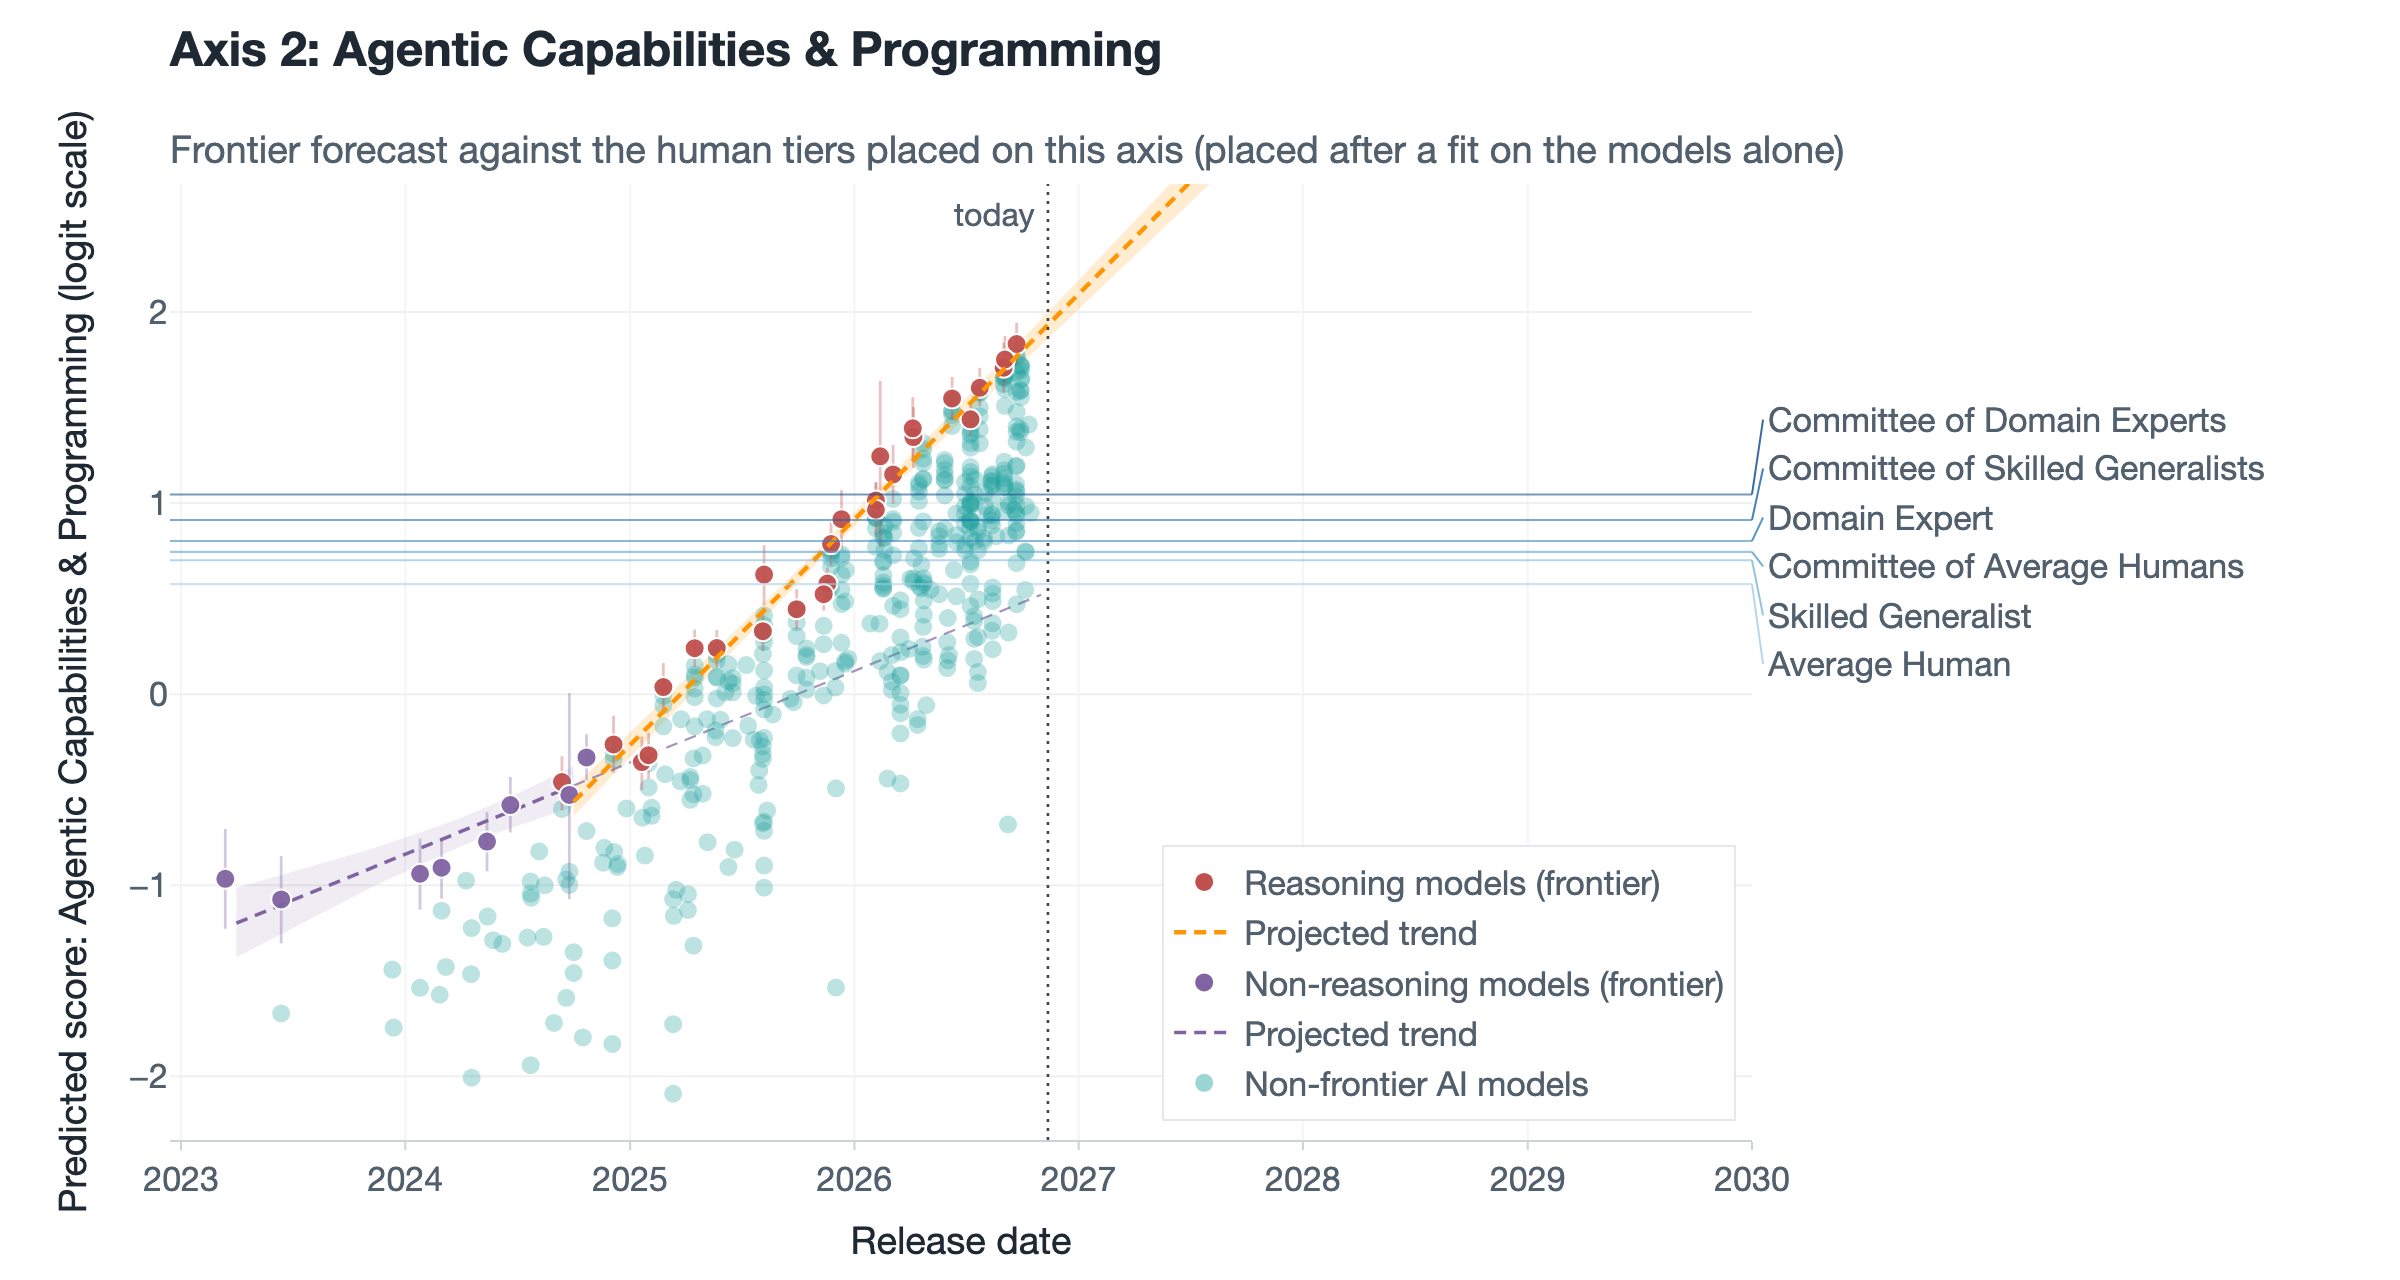 Axis 2: Agentic Capabilities & Programming
Frontier forecast against the human tiers placed on this axis (placed after a fit on the models alone)
Predicted score: Agentic Capabilities & Programming (logit scale)
today
2
1
0
−1
−2
Committee of Domain Experts
Committee of Skilled Generalists
Domain Expert
Committee of Average Humans
Skilled Generalist
Average Human
Reasoning models (frontier)
Projected trend
Non-reasoning models (frontier)
Projected trend
Non-frontier AI models
2023 2024 2025 2026 2027 2028 2029 2030
Release date